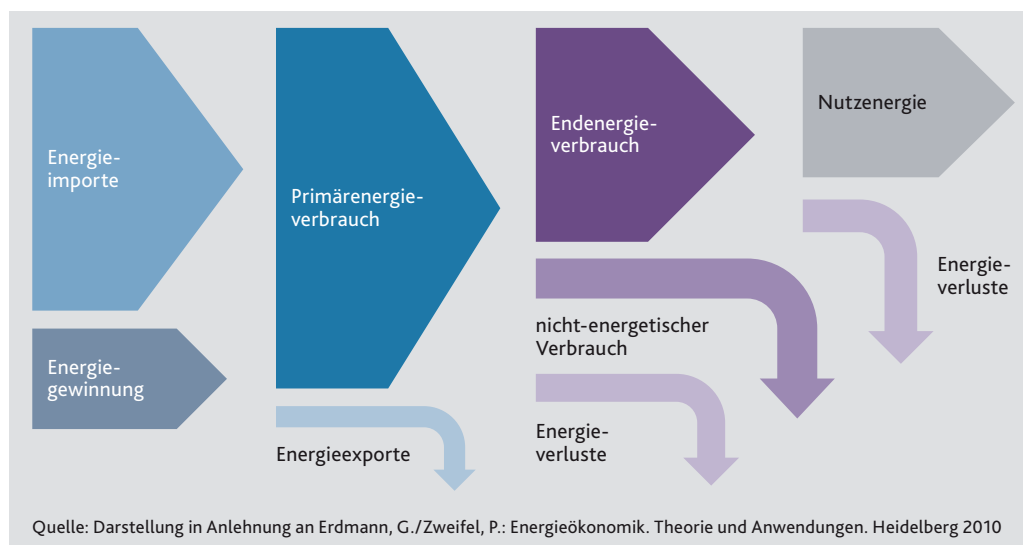 Energie-
importe
Energie-
gewinnung
Primärenergie-
verbrauch
Energieexporte
Endenergie-
verbrauch
nicht-energetischer
Verbrauch
Energie-
verluste
Nutzenergie
Energie-
verluste
Quelle: Darstellung in Anlehnung an Erdmann, G./Zweifel, P.: Energieökonomik. Theorie und Anwendungen. Heidelberg 2010